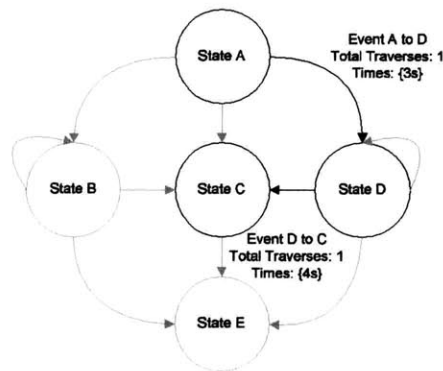 State A
Event A to D
Total Traverses: 1
Times: {3s}
State B
State C
State D
Event D to C
Total Traverses: 1
Times: {4s}
State E